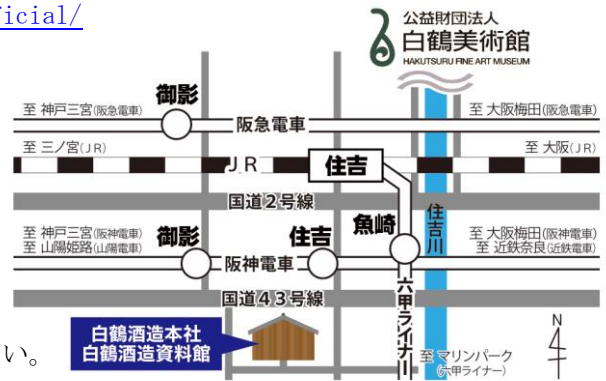 ficial/
公益財団法人
白鶴美術館
HAKUTSURU FINE ART MUSEUM
至 神戸三宮(阪急電車)
御影
阪急電車
至 大阪梅田(阪急電車)
至 三ノ宮(JR)
JR
住吉
至 大阪(JR)
国道2号線
至 神戸三宮(阪神電車)
至 山陽姫路(山陽電車)
御影
阪神電車
住吉
魚崎
住吉川
至 大阪梅田(阪神電車)
至 近鉄奈良(近鉄電車)
国道43号線
六甲ライナー
白鶴酒造本社
白鶴酒造資料館
い。
至 マリンパーク
(六甲ライナー)
N